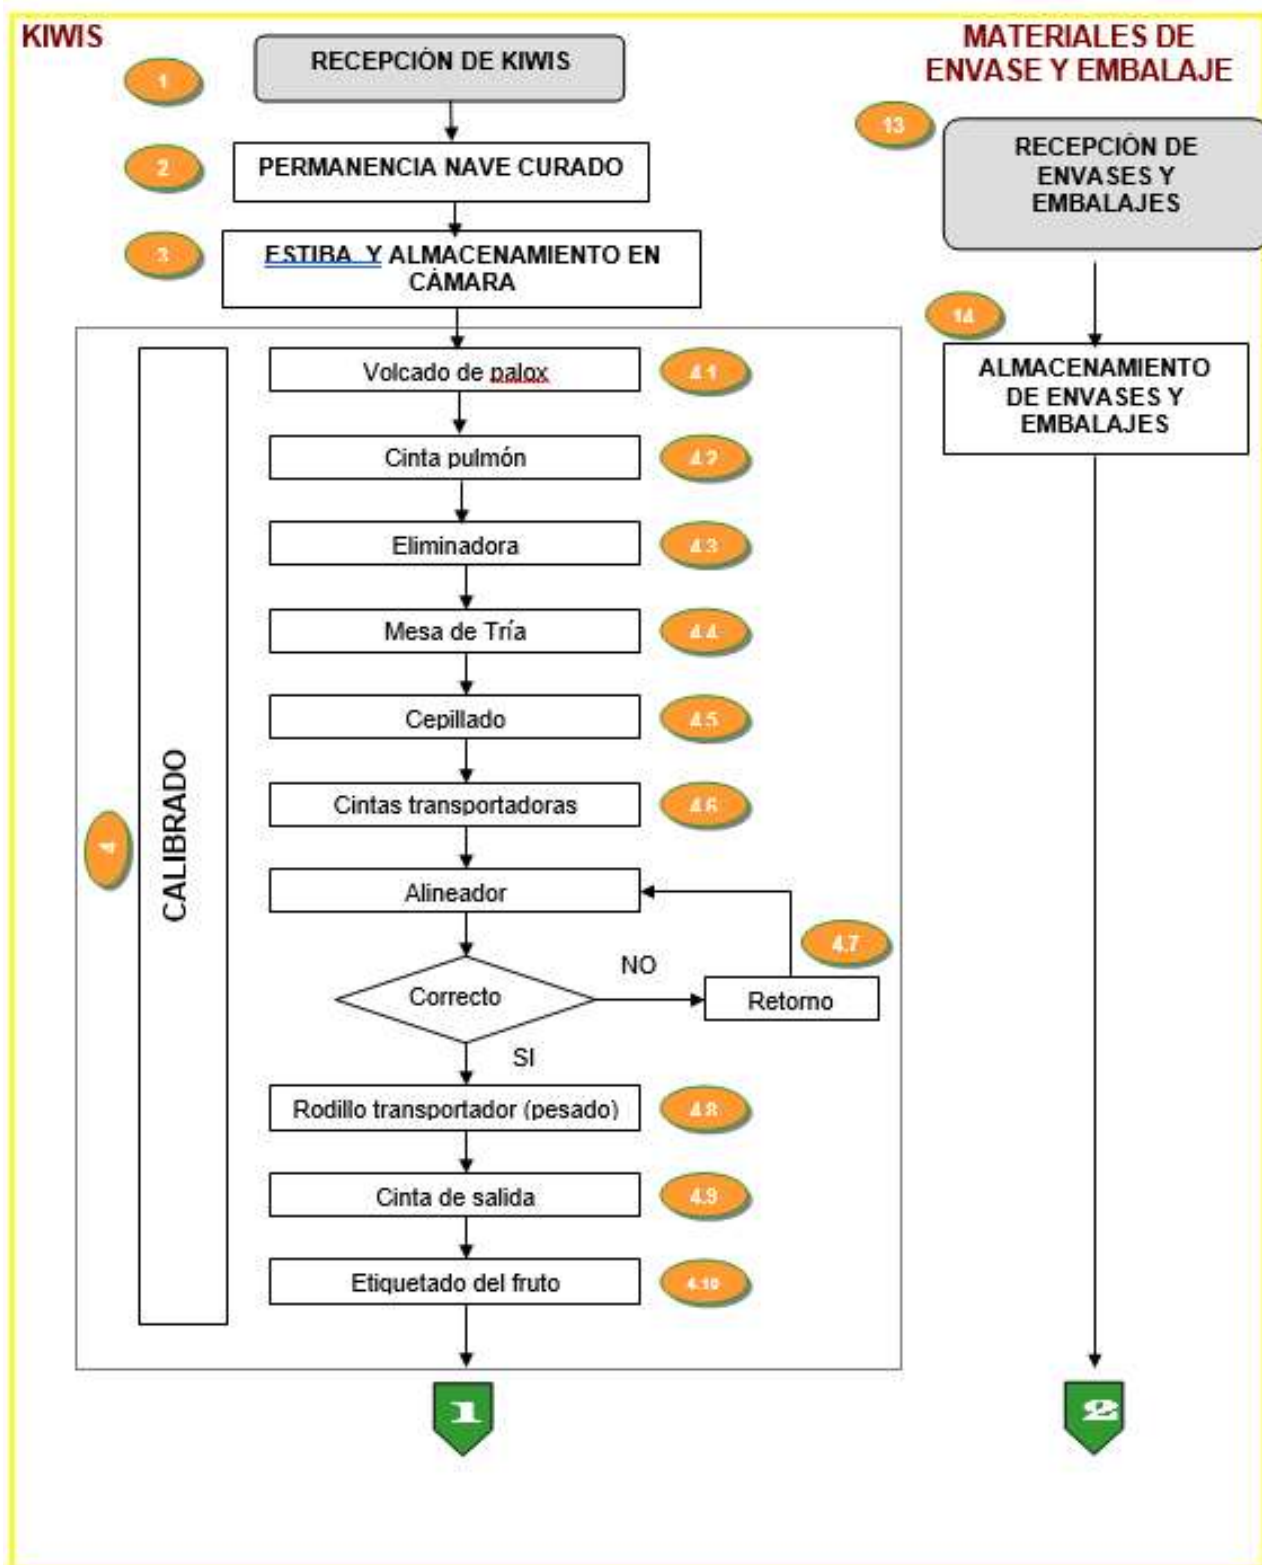 KIWIS
RECEPCIÓN DE KIWIS
1
2
PERMANENCIA NAVE CURADO
3
ESTIBA Y ALMACENAMIENTO EN
CÁMARA
MATERIALES DE
ENVASE Y EMBALAJE
13
RECEPCIÓN DE
ENVASES Y
EMBALAJES
14
ALMACENAMIENTO
DE ENVASES Y
EMBALAJES
4
CALIBRADO
Volcado de palox
4.1
Cinta pulmón
4.2
Eliminadora
4.3
Mesa de Tría
4.4
Cepillado
4.5
Cintas transportadoras
4.6
Alineador
4.7
Correcto
NO
Retorno
SI
Rodillo transportador (pesado)
4.8
Cinta de salida
4.9
Etiquetado del fruto
4.10
1
2